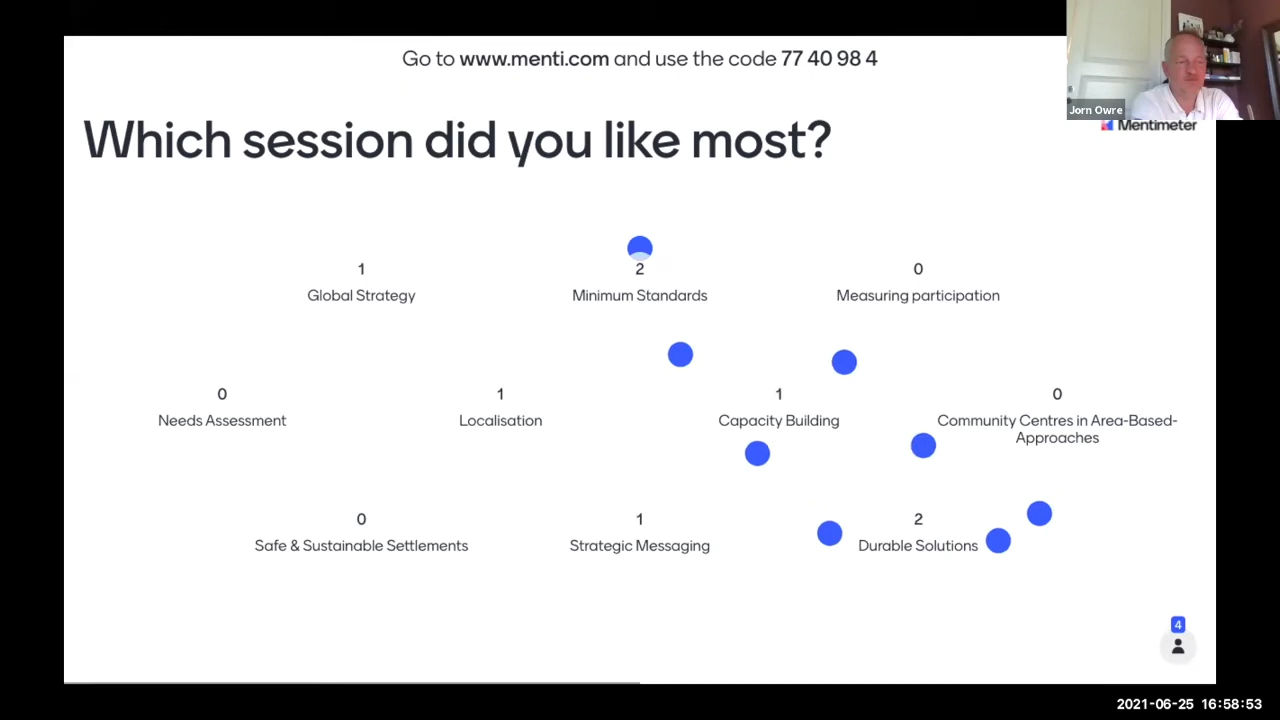 Go to www.menti.com and use the code 77 40 98 4
Jorn Owre
Mentimeter
Which session did you like most?
1
Global Strategy
2
Minimum Standards
0
Measuring participation
0
Needs Assessment
1
Localisation
1
Capacity Building
0
Community Centres in Area-Based-
Approaches
0
Safe & Sustainable Settlements
1
Strategic Messaging
2
Durable Solutions
4
2021-06-25 16:58:53